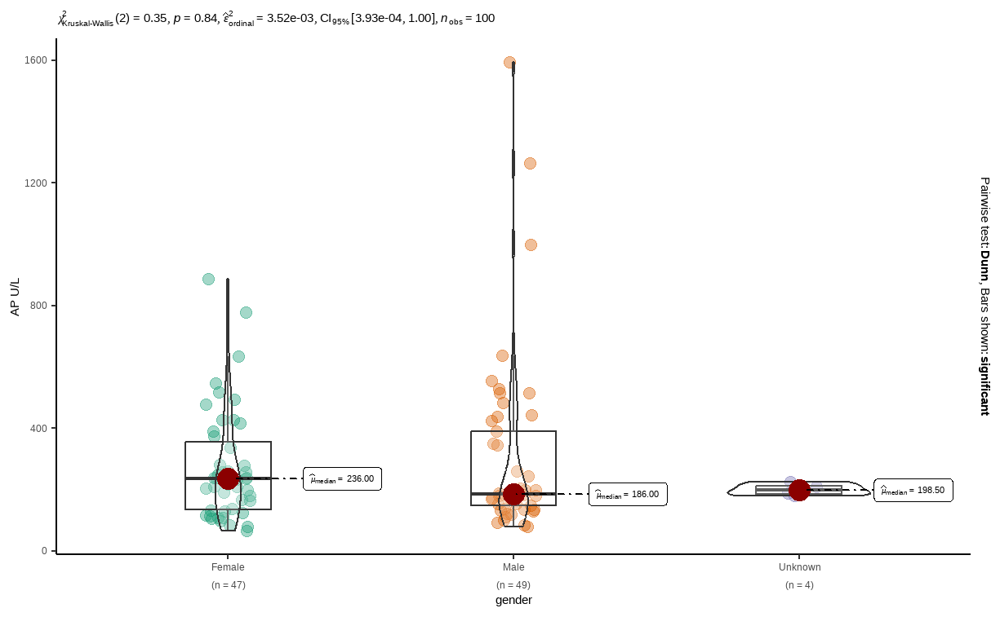 χ²Kruskal-Wallis (2) = 0.35, p = 0.84, ε̂²ordinal = 3.52e-03, CI95% [3.93e-04, 1.00], nobs = 100
1600
1200
800
400
0
AP U/L
μ̂median = 236.00
μ̂median = 186.00
μ̂median = 198.50
Female
(n = 47)
Male
(n = 49)
Unknown
(n = 4)
gender
Pairwise test: Dunn, Bars shown: significant